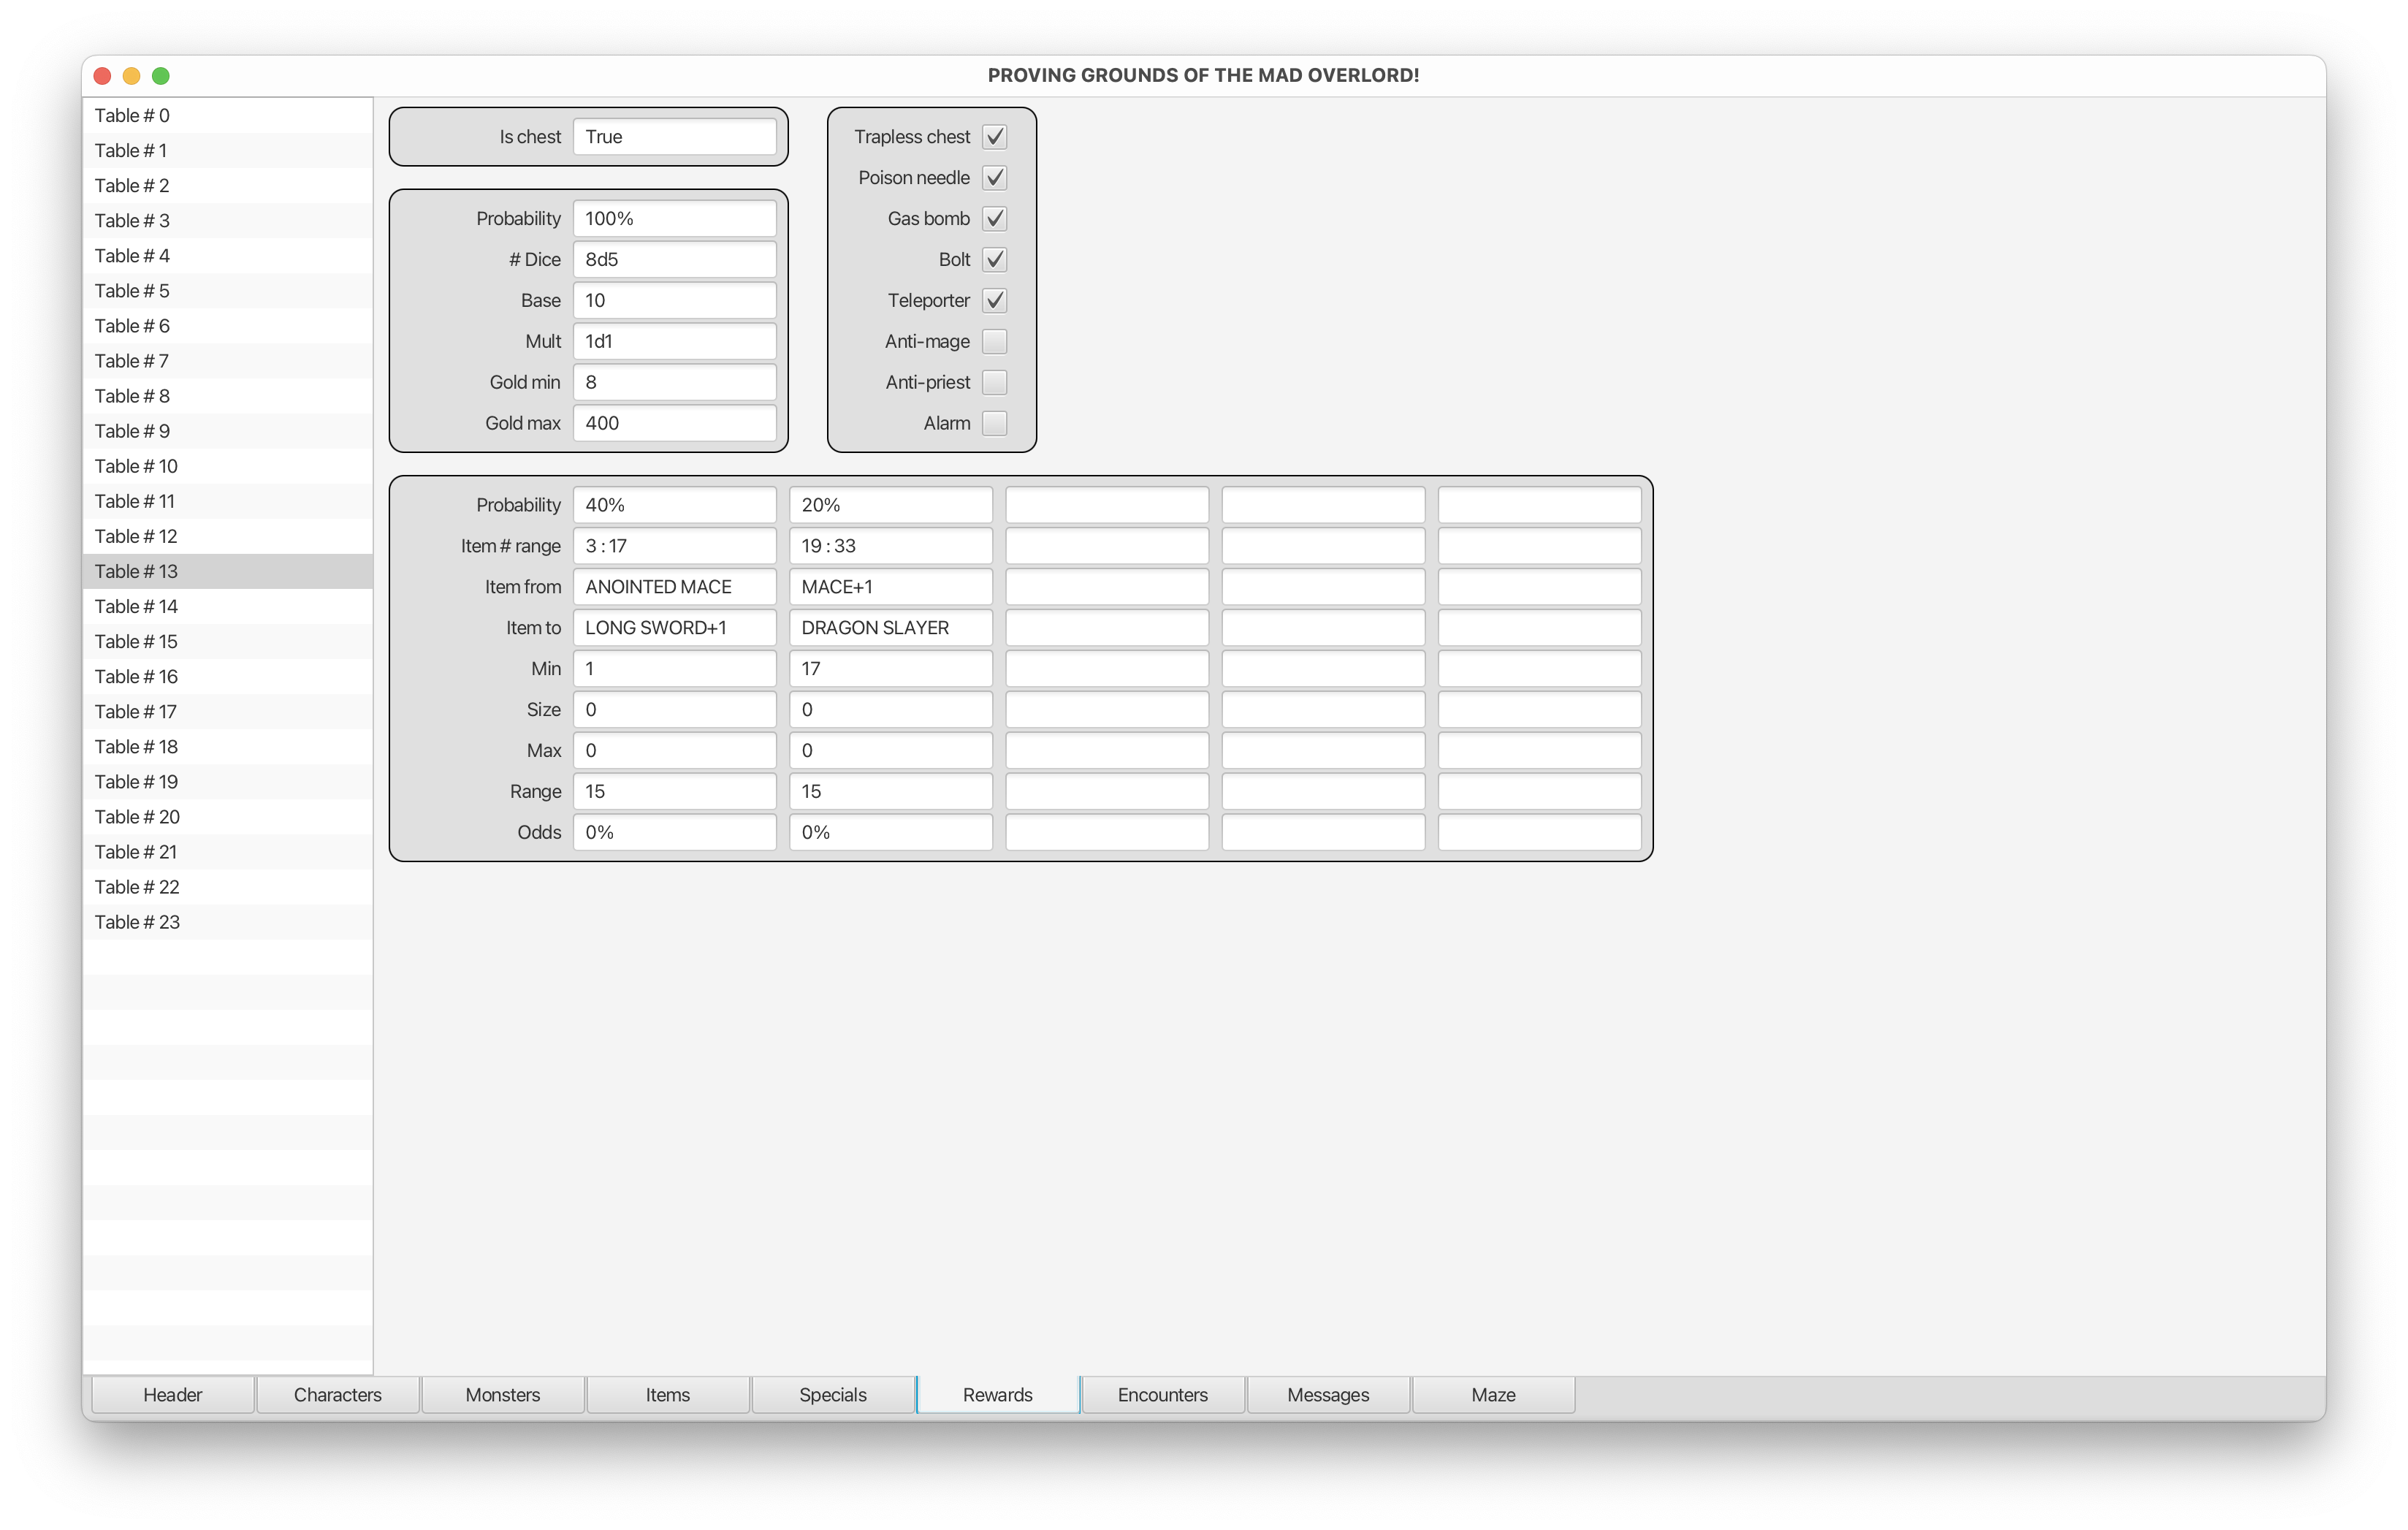 PROVING GROUNDS OF THE MAD OVERLORD!
Table # 0
Table # 1
Table # 2
Table # 3
Table # 4
Table # 5
Table # 6
Table # 7
Table # 8
Table # 9
Table # 10
Table # 11
Table # 12
Table # 13
Table # 14
Table # 15
Table # 16
Table # 17
Table # 18
Table # 19
Table # 20
Table # 21
Table # 22
Table # 23
Is chest True
Probability 100%
# Dice 8d5
Base 10
Mult 1d1
Gold min 8
Gold max 400
Trapless chest
Poison needle
Gas bomb
Bolt
Teleporter
Anti-mage
Anti-priest
Alarm
Probability 40% 20%
Item # range 3 : 17 19 : 33
Item from ANOINTED MACE MACE+1
Item to LONG SWORD+1 DRAGON SLAYER
Min 1 17
Size 0 0
Max 0 0
Range 15 15
Odds 0% 0%
Header Characters Monsters Items Specials Rewards Encounters Messages Maze